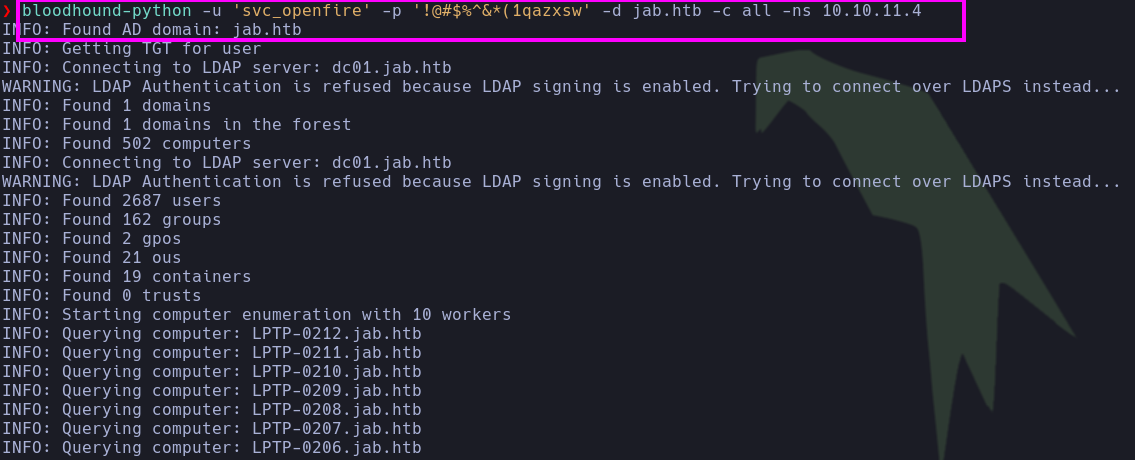 ❯ bloodhound-python -u 'svc_openfire' -p '!@#$%^&*(1qazxsw' -d jab.htb -c all -ns 10.10.11.4
INFO: Found AD domain: jab.htb
INFO: Getting TGT for user
INFO: Connecting to LDAP server: dc01.jab.htb
WARNING: LDAP Authentication is refused because LDAP signing is enabled. Trying to connect over LDAPS instead...
INFO: Found 1 domains
INFO: Found 1 domains in the forest
INFO: Found 502 computers
INFO: Connecting to LDAP server: dc01.jab.htb
WARNING: LDAP Authentication is refused because LDAP signing is enabled. Trying to connect over LDAPS instead...
INFO: Found 2687 users
INFO: Found 162 groups
INFO: Found 2 gpos
INFO: Found 21 ous
INFO: Found 19 containers
INFO: Found 0 trusts
INFO: Starting computer enumeration with 10 workers
INFO: Querying computer: LPTP-0212.jab.htb
INFO: Querying computer: LPTP-0211.jab.htb
INFO: Querying computer: LPTP-0210.jab.htb
INFO: Querying computer: LPTP-0209.jab.htb
INFO: Querying computer: LPTP-0208.jab.htb
INFO: Querying computer: LPTP-0207.jab.htb
INFO: Querying computer: LPTP-0206.jab.htb